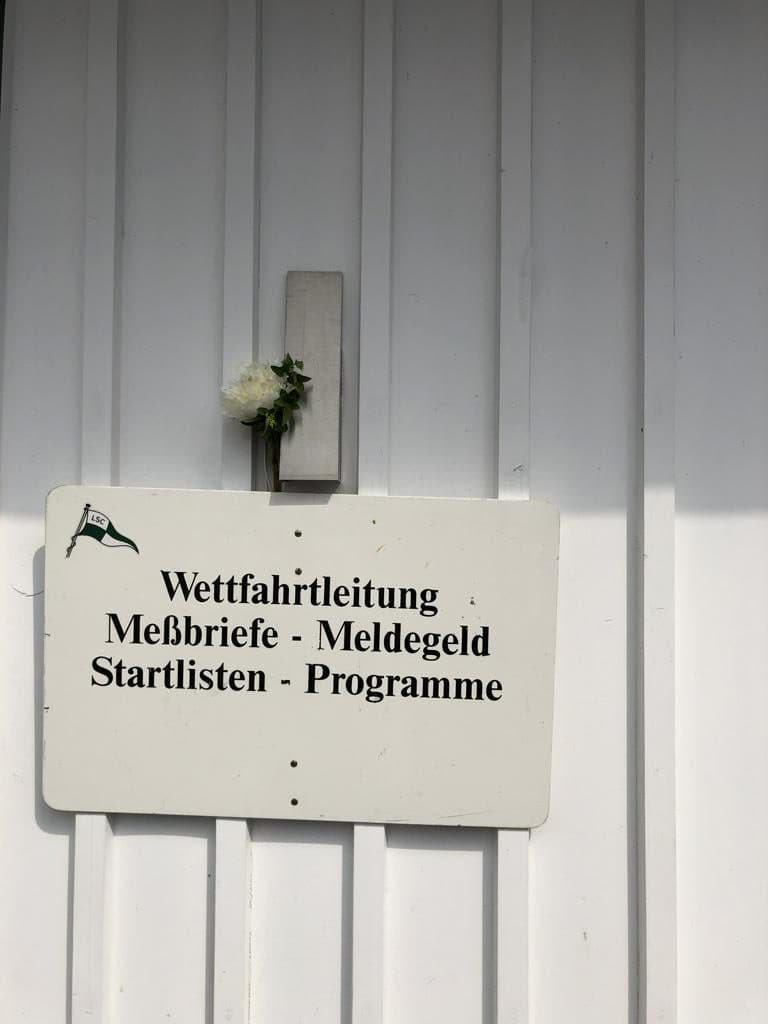 LSC
Wettfahrtleitung
Meßbriefe - Meldegeld
Startlisten - Programme